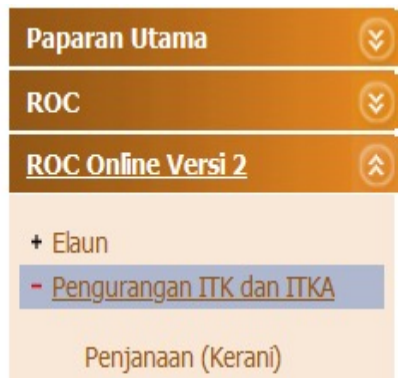 Paparan Utama
ROC
ROC Online Versi 2
+ Elaun
- Pengurangan ITK dan ITKA
Penjanaan (Kerani)